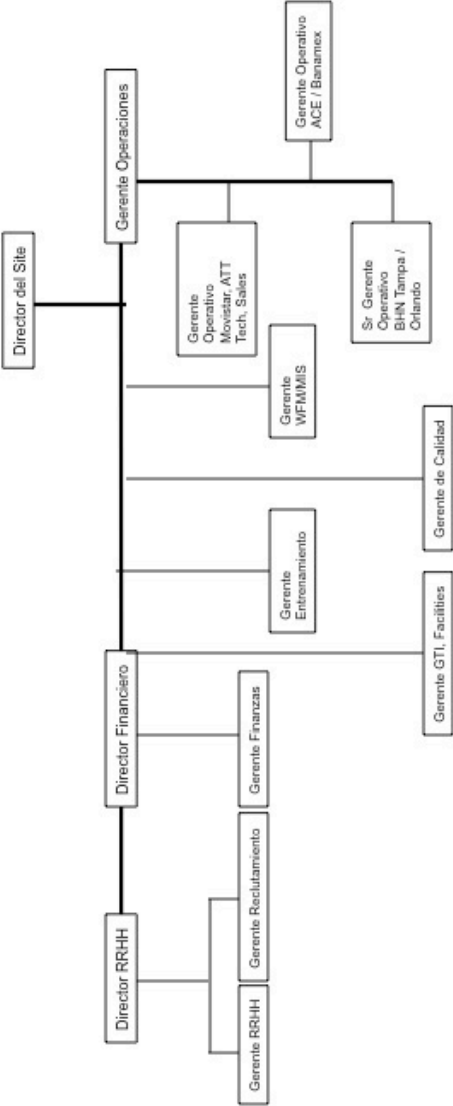 Director del Site
Director RRHH
Director Financiero
Gerente Operaciones
Gerente RRHH
Gerente Reclutamiento
Gerente Finanzas
Gerente
Entrenamiento
Gerente
WFM/MIS
Gerente
Operativo
Movistar, ATT
Tech, Sales
Gerente Operativo
ACE / Banamex
Gerente GTI, Facilities
Gerente de Calidad
Sr Gerente
Operativo
BHN Tampa /
Orlando